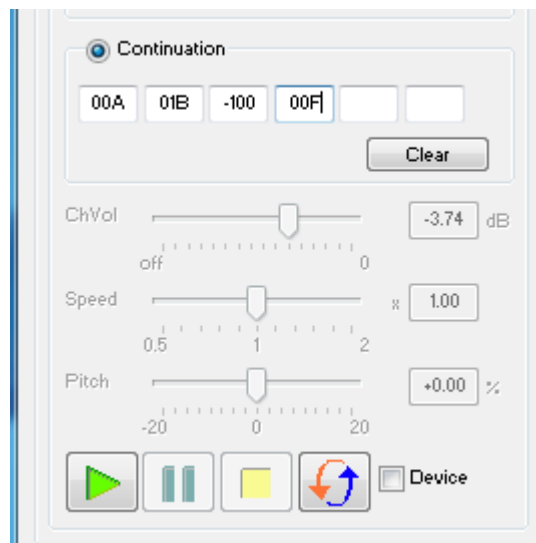 Continuation
00A 01B -100 00F
Clear
ChVol -3.74 dB
off 0
Speed x 1.00
0.5 1 2
Pitch +0.00 %
-20 0 20
Device